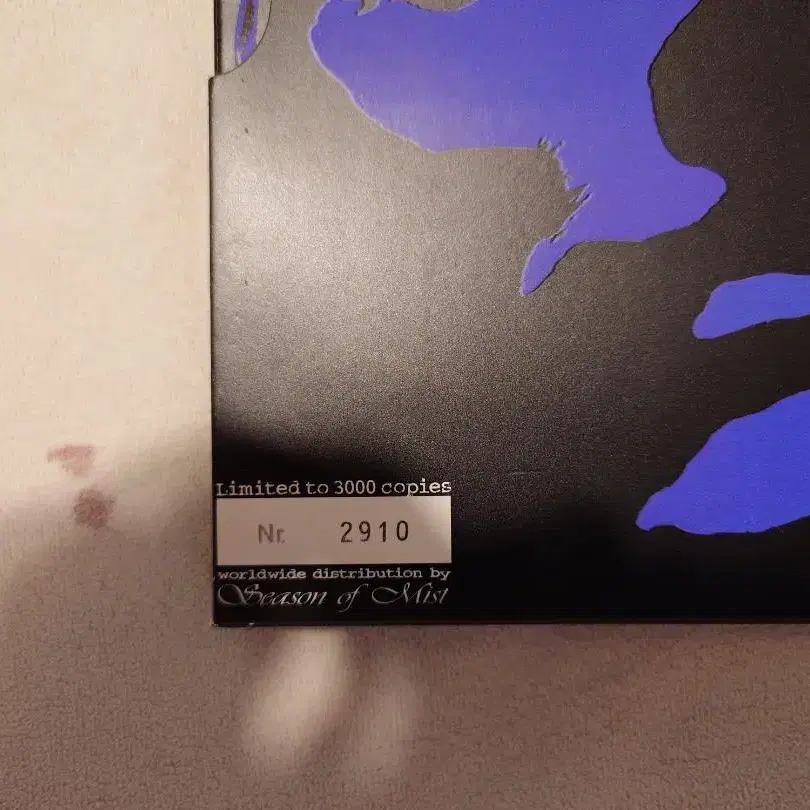 Limited to 3000 copies
Nr. 2910
worldwide distribution by
Season of Mist